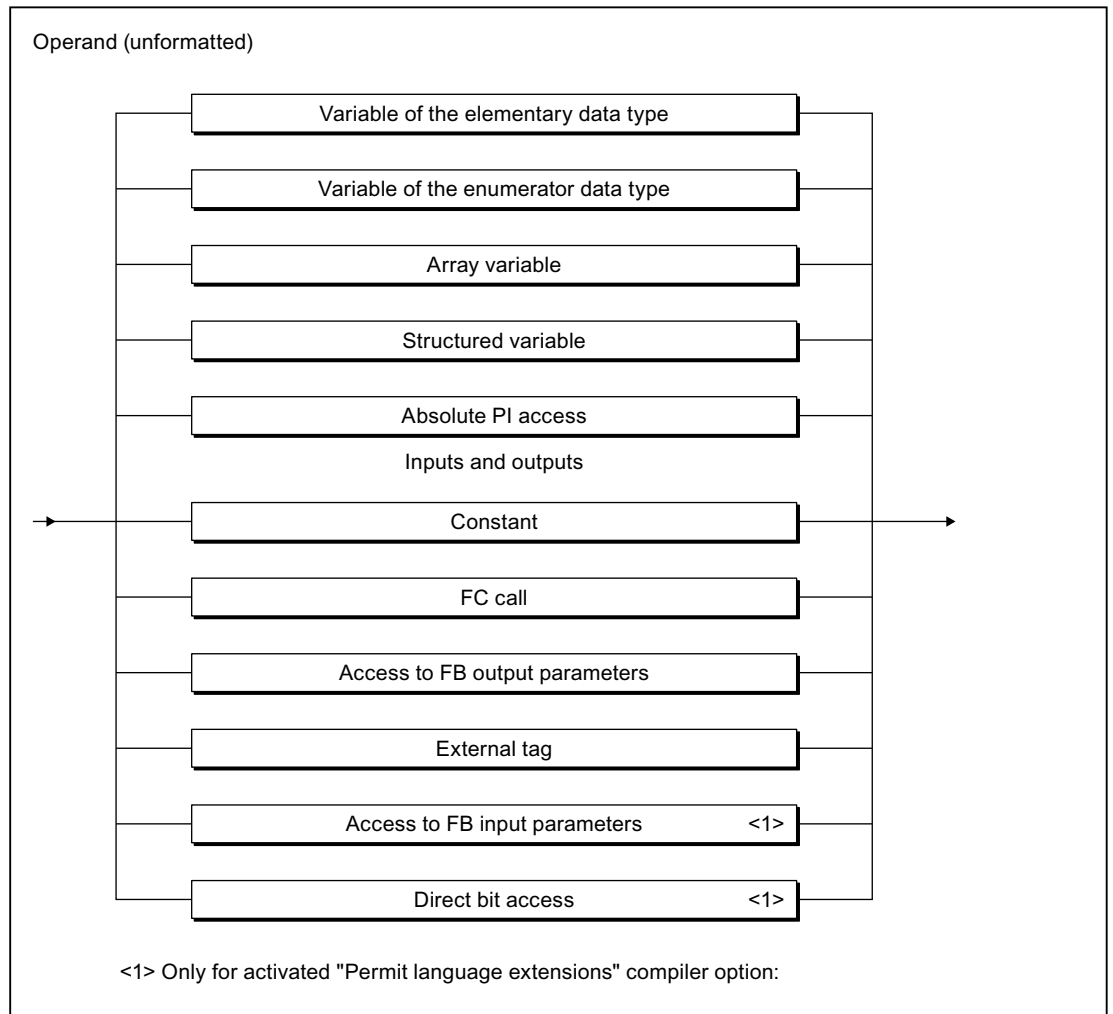 Operand (unformatted)
Variable of the elementary data type
Variable of the enumerator data type
Array variable
Structured variable
Absolute PI access
Inputs and outputs
Constant
FC call
Access to FB output parameters
External tag
Access to FB input parameters <1>
Direct bit access <1>
<1> Only for activated "Permit language extensions" compiler option: